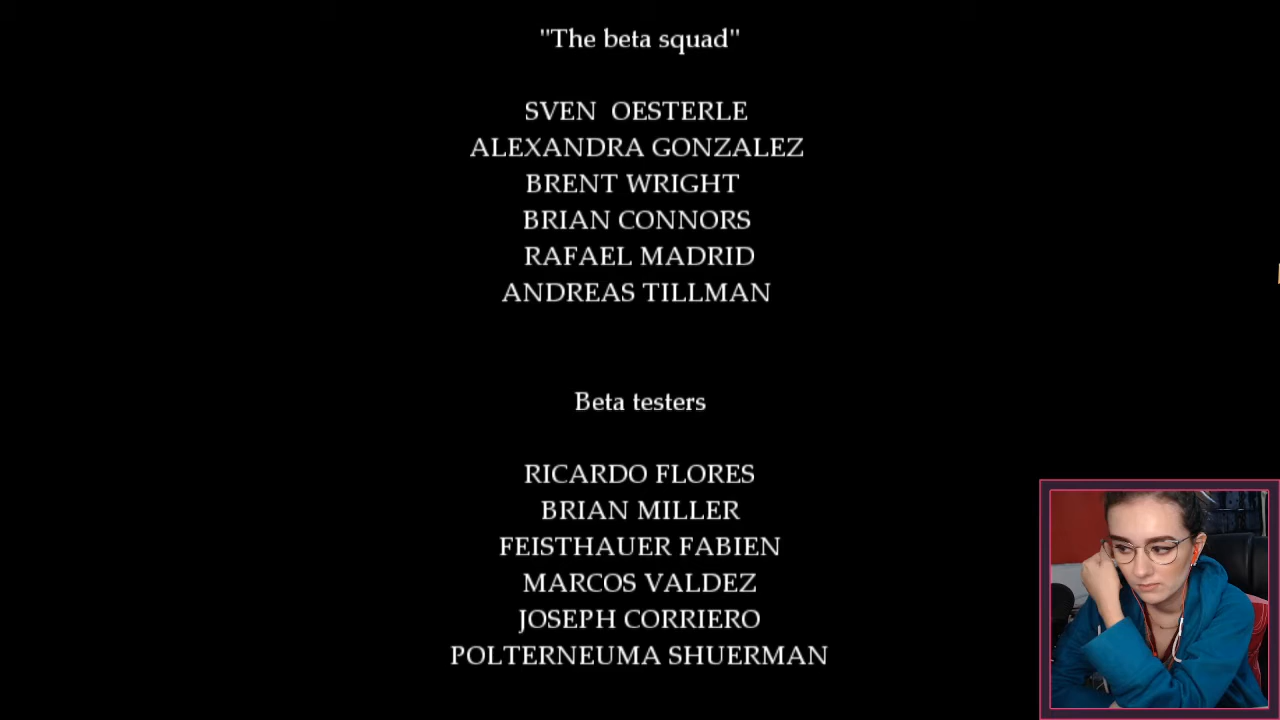 "The beta squad"
SVEN  OESTERLE
ALEXANDRA GONZALEZ
BRENT WRIGHT
BRIAN CONNORS
RAFAEL MADRID
ANDREAS TILLMAN
Beta testers
RICARDO FLORES
BRIAN MILLER
FEISTHAUER FABIEN
MARCOS VALDEZ
JOSEPH CORRIERO
POLTERNEUMA SHUERMAN